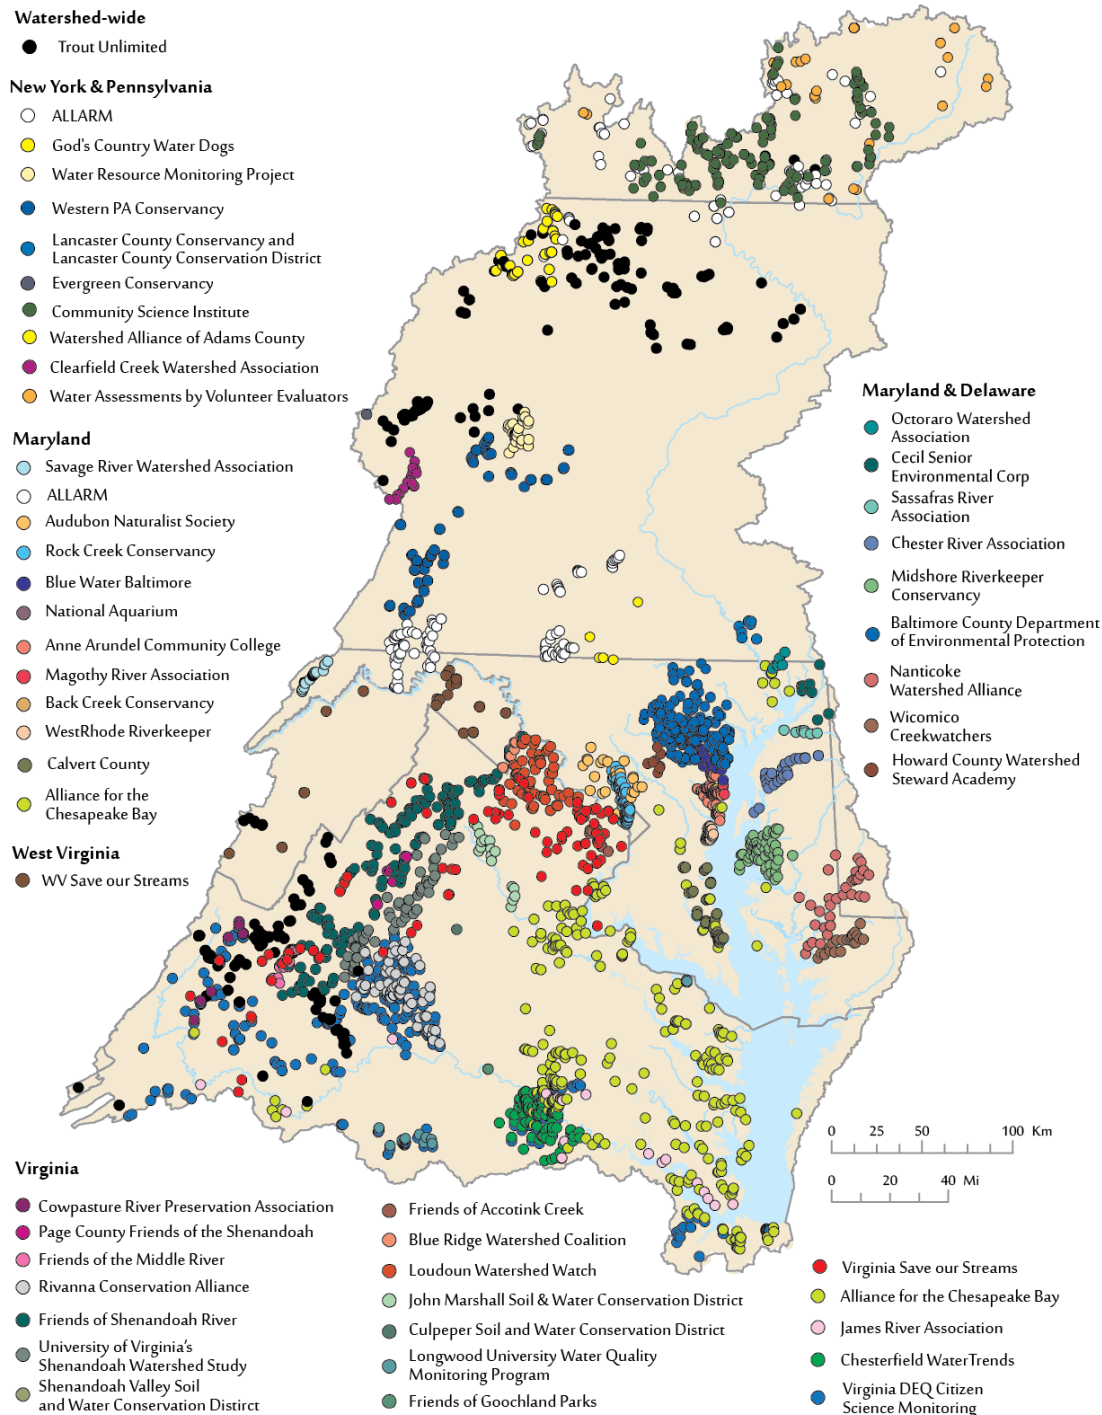 Watershed-wide
Trout Unlimited
New York & Pennsylvania
ALLARM
God's Country Water Dogs
Water Resource Monitoring Project
Western PA Conservancy
Lancaster County Conservancy and
Lancaster County Conservation District
Evergreen Conservancy
Community Science Institute
Watershed Alliance of Adams County
Clearfield Creek Watershed Association
Water Assessments by Volunteer Evaluators
Maryland
Savage River Watershed Association
ALLARM
Audubon Naturalist Society
Rock Creek Conservancy
Blue Water Baltimore
National Aquarium
Anne Arundel Community College
Magothy River Association
Back Creek Conservancy
WestRhode Riverkeeper
Calvert County
Alliance for the
Chesapeake Bay
West Virginia
WV Save our Streams
Maryland & Delaware
Octoraro Watershed
Association
Cecil Senior
Environmental Corp
Sassafras River
Association
Chester River Association
Midshore Riverkeeper
Conservancy
Baltimore County Department
of Environmental Protection
Nanticoke
Watershed Alliance
Wicomico
Creekwatchers
Howard County Watershed
Steward Academy
0 25 50 100 Km
0 20 40 Mi
Virginia
Cowpasture River Preservation Association
Page County Friends of the Shenandoah
Friends of the Middle River
Rivanna Conservation Alliance
Friends of Shenandoah River
University of Virginia's
Shenandoah Watershed Study
Shenandoah Valley Soil
and Water Conservation Distirct
Friends of Accotink Creek
Blue Ridge Watershed Coalition
Loudoun Watershed Watch
John Marshall Soil & Water Conservation District
Culpeper Soil and Water Conservation District
Longwood University Water Quality
Monitoring Program
Friends of Goochland Parks
Virginia Save our Streams
Alliance for the Chesapeake Bay
James River Association
Chesterfield WaterTrends
Virginia DEQ Citizen
Science Monitoring